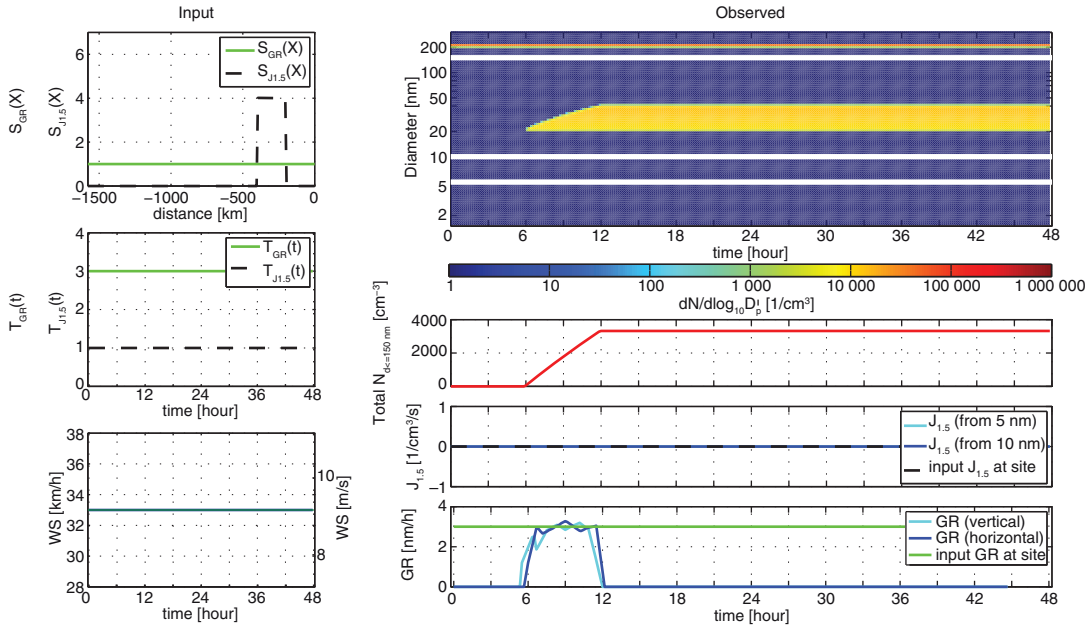 Input
S_GR(X)
S_J1.5(X)
6
4
2
0
S_GR(X)
S_J1.5(X)
−1500 −1000 −500 0
distance [km]
T_GR(t)
T_J1.5(t)
4
3
2
1
0
T_GR(t)
T_J1.5(t)
0 12 24 36 48
time [hour]
WS [km/h]
38
36
34
32
30
28
10
8
WS [m/s]
0 12 24 36 48
time [hour]
Observed
Diameter [nm]
200
100
50
20
10
5
2
0 6 12 18 24 30 36 42 48
time [hour]
1 10 100 1 000 10 000 100 000 1 000 000
dN/dlog₁₀D_p' [1/cm³]
Total N_d<=150 nm [cm⁻³]
4000
2000
0
J_1.5 [1/cm³/s]
1
0
−1
J_1.5 (from 5 nm)
J_1.5 (from 10 nm)
input J_1.5 at site
GR [nm/h]
4
2
0
GR (vertical)
GR (horizontal)
input GR at site
0 6 12 18 24 30 36 42 48
time [hour]